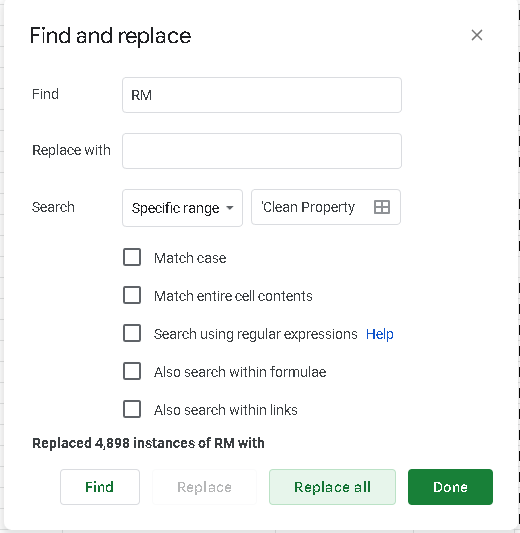 Find and replace
Find
RM
Replace with
Search
Specific range
'Clean Property
Match case
Match entire cell contents
Search using regular expressions Help
Also search within formulae
Also search within links
Replaced 4,898 instances of RM with
Find
Replace
Replace all
Done